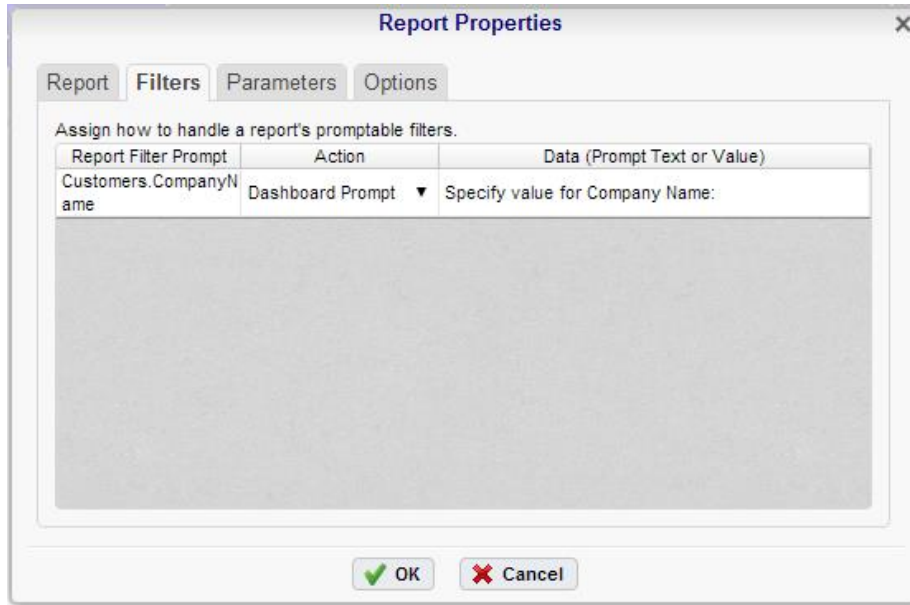 Report Properties
Report Filters Parameters Options
Assign how to handle a report's promptable filters.
Report Filter Prompt Action Data (Prompt Text or Value)
Customers.CompanyN
ame
Dashboard Prompt ▼ Specify value for Company Name:
OK Cancel